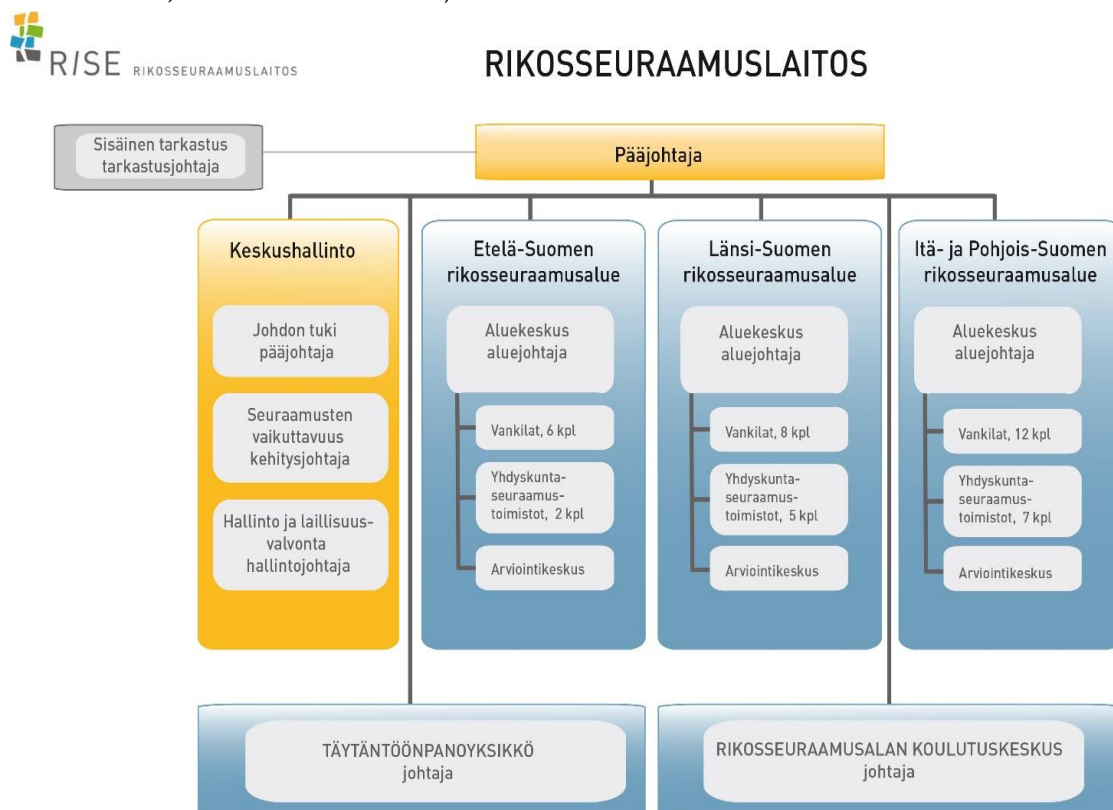 RISE RIKOSSEURAAMUSLAITOS
RIKOSSEURAAMUSLAITOS
Sisäinen tarkastus
tarkastusjohtaja
Pääjohtaja
Keskushallinto
Johdon tuki
pääjohtaja
Seuraamusten
vaikuttavuus
kehitysjohtaja
Hallinto ja laillisuus-
valvonta
hallintojohtaja
Etelä-Suomen
rikosseuraamusalue
Aluekeskus
aluejohtaja
Vankilat, 6 kpl
Yhdyskunta-
seuraamus-
toimistot, 2 kpl
Arviointikeskus
Länsi-Suomen
rikosseuraamusalue
Aluekeskus
aluejohtaja
Vankilat, 8 kpl
Yhdyskunta-
seuraamus-
toimistot, 5 kpl
Arviointikeskus
Itä- ja Pohjois-Suomen
rikosseuraamusalue
Aluekeskus
aluejohtaja
Vankilat, 12 kpl
Yhdyskunta-
seuraamus-
toimistot, 7 kpl
Arviointikeskus
TÄYTÄNTÖÖNPANOYKSIKKÖ
johtaja
RIKOSSEURAAMUSALAN KOULUTUSKESKUS
johtaja